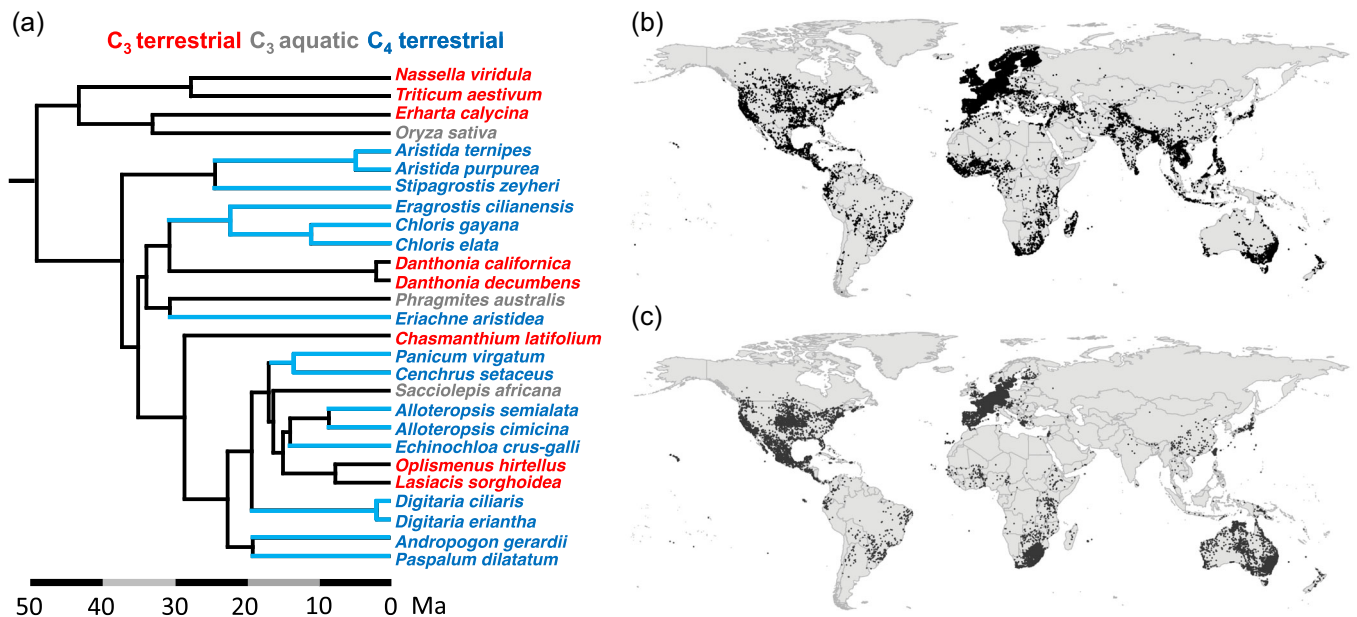 (a)
C3 terrestrial C3 aquatic C4 terrestrial
Nassella viridula
Triticum aestivum
Erharta calycina
Oryza sativa
Aristida ternipes
Aristida purpurea
Stipagrostis zeyheri
Eragrostis cilianensis
Chloris gayana
Chloris elata
Danthonia californica
Danthonia decumbens
Phragmites australis
Eriachne aristidea
Chasmanthium latifolium
Panicum virgatum
Cenchrus setaceus
Sacciolepis africana
Alloteropsis semialata
Alloteropsis cimicina
Echinochloa crus-galli
Oplismenus hirtellus
Lasiacis sorghoidea
Digitaria ciliaris
Digitaria eriantha
Andropogon gerardii
Paspalum dilatatum
50 40 30 20 10 0 Ma
(b)
(c)